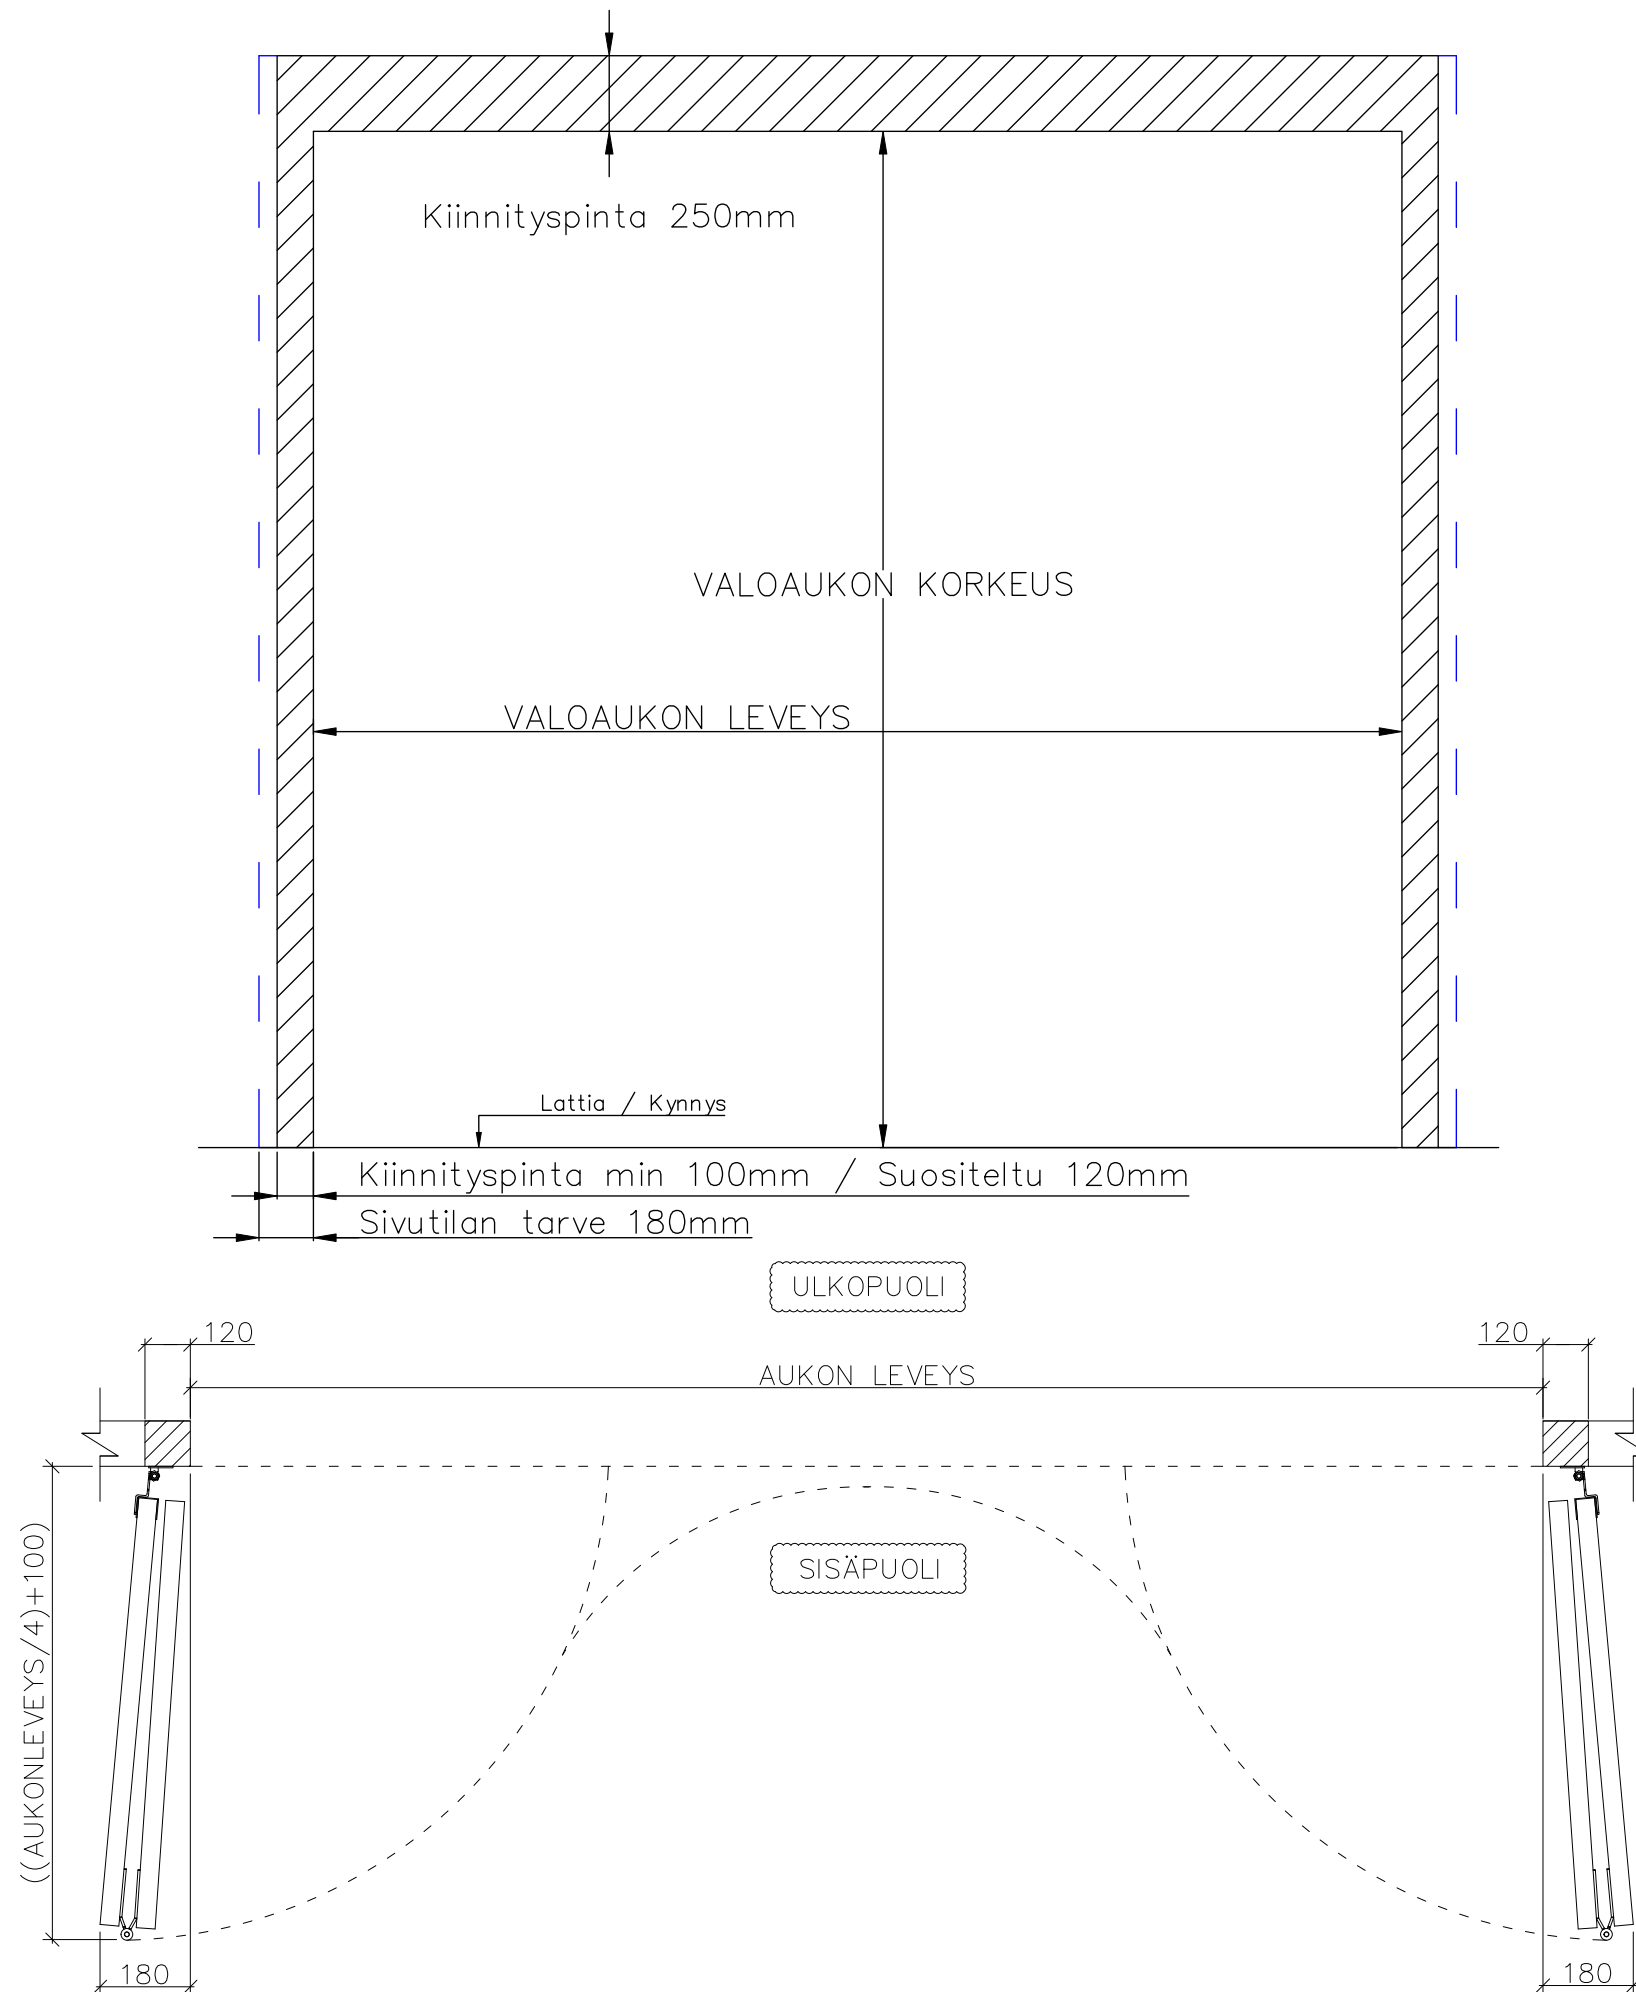 Kiinnityspinta 250mm
VALOAUKON KORKEUS
VALOAUKON LEVEYS
Lattia / Kynnys
Kiinnityspinta min 100mm / Suositeltu 120mm
Sivutilan tarve 180mm
ULKOPUOLI
120
120
AUKON LEVEYS
SISÄPUOLI
((AUKONLEVEYS/4)+100)
180
180